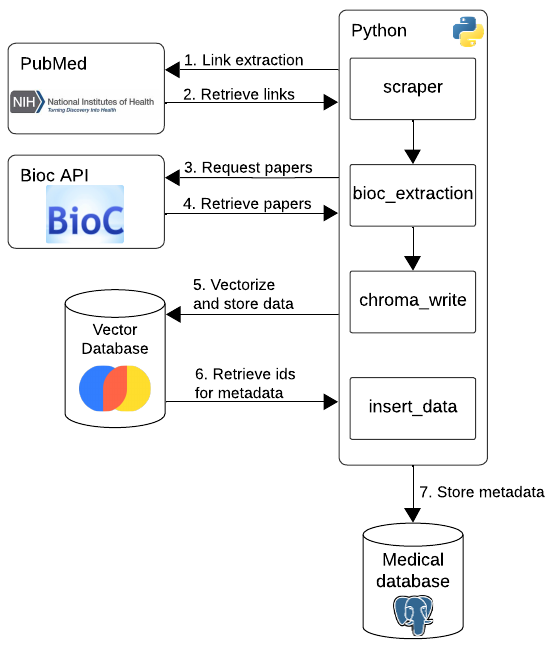 Python
PubMed
NIH National Institutes of Health
Turning Discovery Into Health
1. Link extraction
2. Retrieve links
scraper
Bioc API
BioC
3. Request papers
4. Retrieve papers
bioc_extraction
5. Vectorize
and store data
chroma_write
Vector
Database
6. Retrieve ids
for metadata
insert_data
7. Store metadata
Medical
database